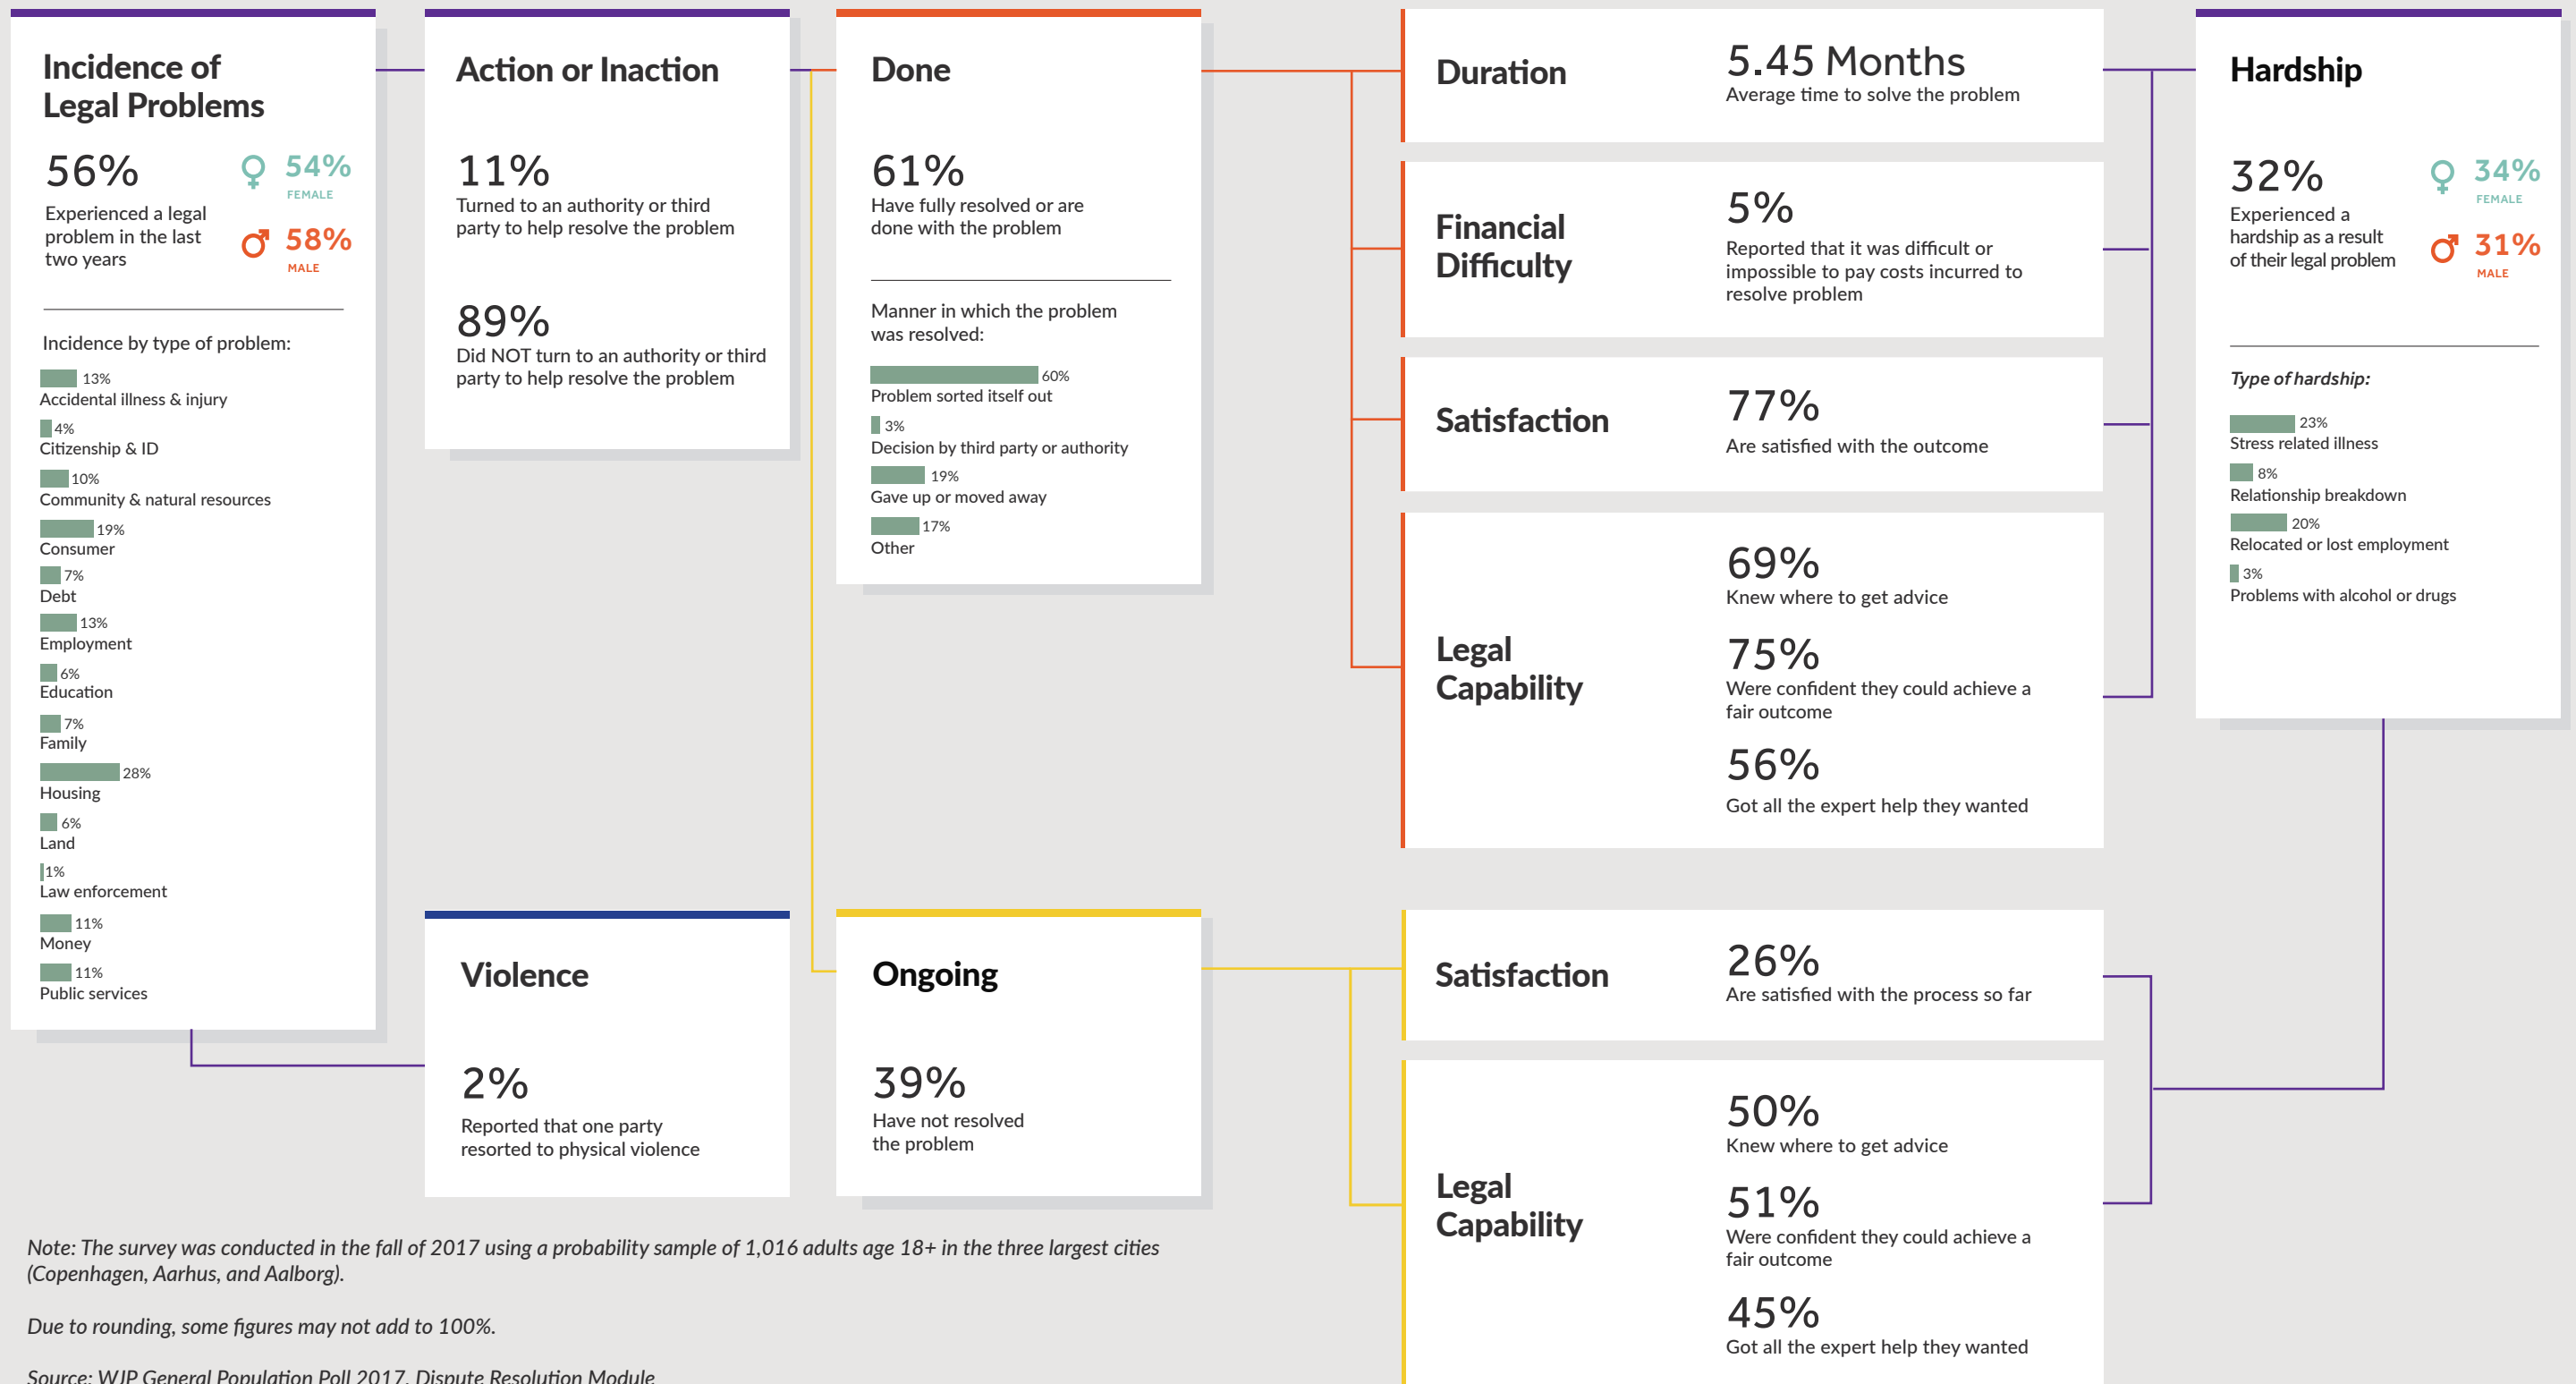 Incidence of
Legal Problems
56%
Experienced a legal
problem in the last
two years
54%
FEMALE
58%
MALE
Incidence by type of problem:
13%
Accidental illness & injury
4%
Citizenship & ID
10%
Community & natural resources
19%
Consumer
7%
Debt
13%
Employment
6%
Education
7%
Family
28%
Housing
6%
Land
1%
Law enforcement
11%
Money
11%
Public services
Action or Inaction
11%
Turned to an authority or third
party to help resolve the problem
89%
Did NOT turn to an authority or third
party to help resolve the problem
Violence
2%
Reported that one party
resorted to physical violence
Done
61%
Have fully resolved or are
done with the problem
Manner in which the problem
was resolved:
60%
Problem sorted itself out
3%
Decision by third party or authority
19%
Gave up or moved away
17%
Other
Ongoing
39%
Have not resolved
the problem
Duration
5.45 Months
Average time to solve the problem
Financial
Difficulty
5%
Reported that it was difficult or
impossible to pay costs incurred to
resolve problem
Satisfaction
77%
Are satisfied with the outcome
Legal
Capability
69%
Knew where to get advice
75%
Were confident they could achieve a
fair outcome
56%
Got all the expert help they wanted
Satisfaction
26%
Are satisfied with the process so far
Legal
Capability
50%
Knew where to get advice
51%
Were confident they could achieve a
fair outcome
45%
Got all the expert help they wanted
Hardship
32%
Experienced a
hardship as a result
of their legal problem
34%
FEMALE
31%
MALE
Type of hardship:
23%
Stress related illness
8%
Relationship breakdown
20%
Relocated or lost employment
3%
Problems with alcohol or drugs
Note: The survey was conducted in the fall of 2017 using a probability sample of 1,016 adults age 18+ in the three largest cities
(Copenhagen, Aarhus, and Aalborg).
Due to rounding, some figures may not add to 100%.
Source: WJP General Population Poll 2017, Dispute Resolution Module